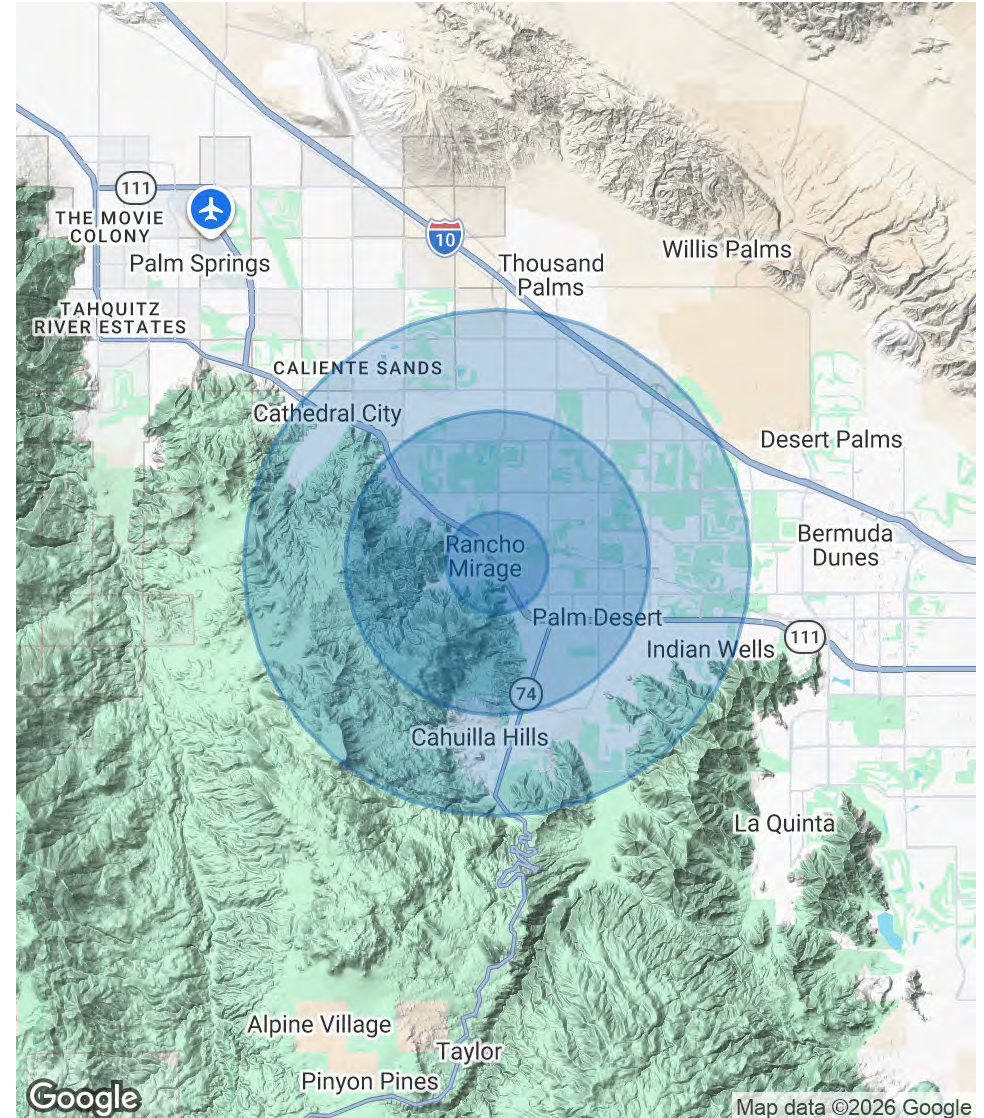 111
THE MOVIE
COLONY
Palm Springs
10
Willis Palms
Thousand
Palms
TAHQUITZ
RIVER ESTATES
CALIENTE SANDS
Cathedral City
Desert Palms
Bermuda
Dunes
Rancho
Mirage
Palm Desert
111
Indian Wells
74
Cahuilla Hills
La Quinta
Alpine Village
Taylor
Pinyon Pines
Google
Map data ©2026 Google